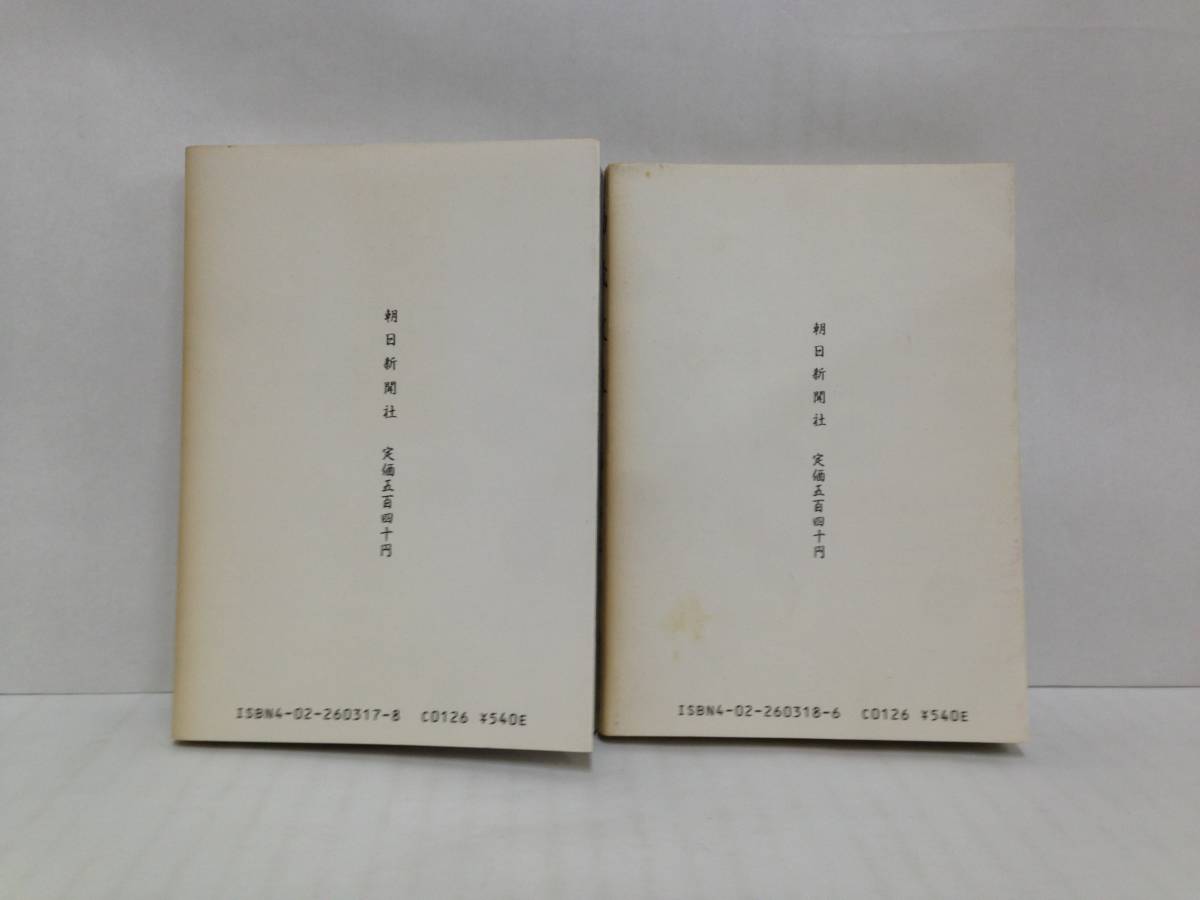 朝日新聞社 定価五百四十円
ISBN4-02-260317-8 C0126 ¥540E
朝日新聞社 定価五百四十円
ISBN4-02-260318-6 C0126 ¥540E